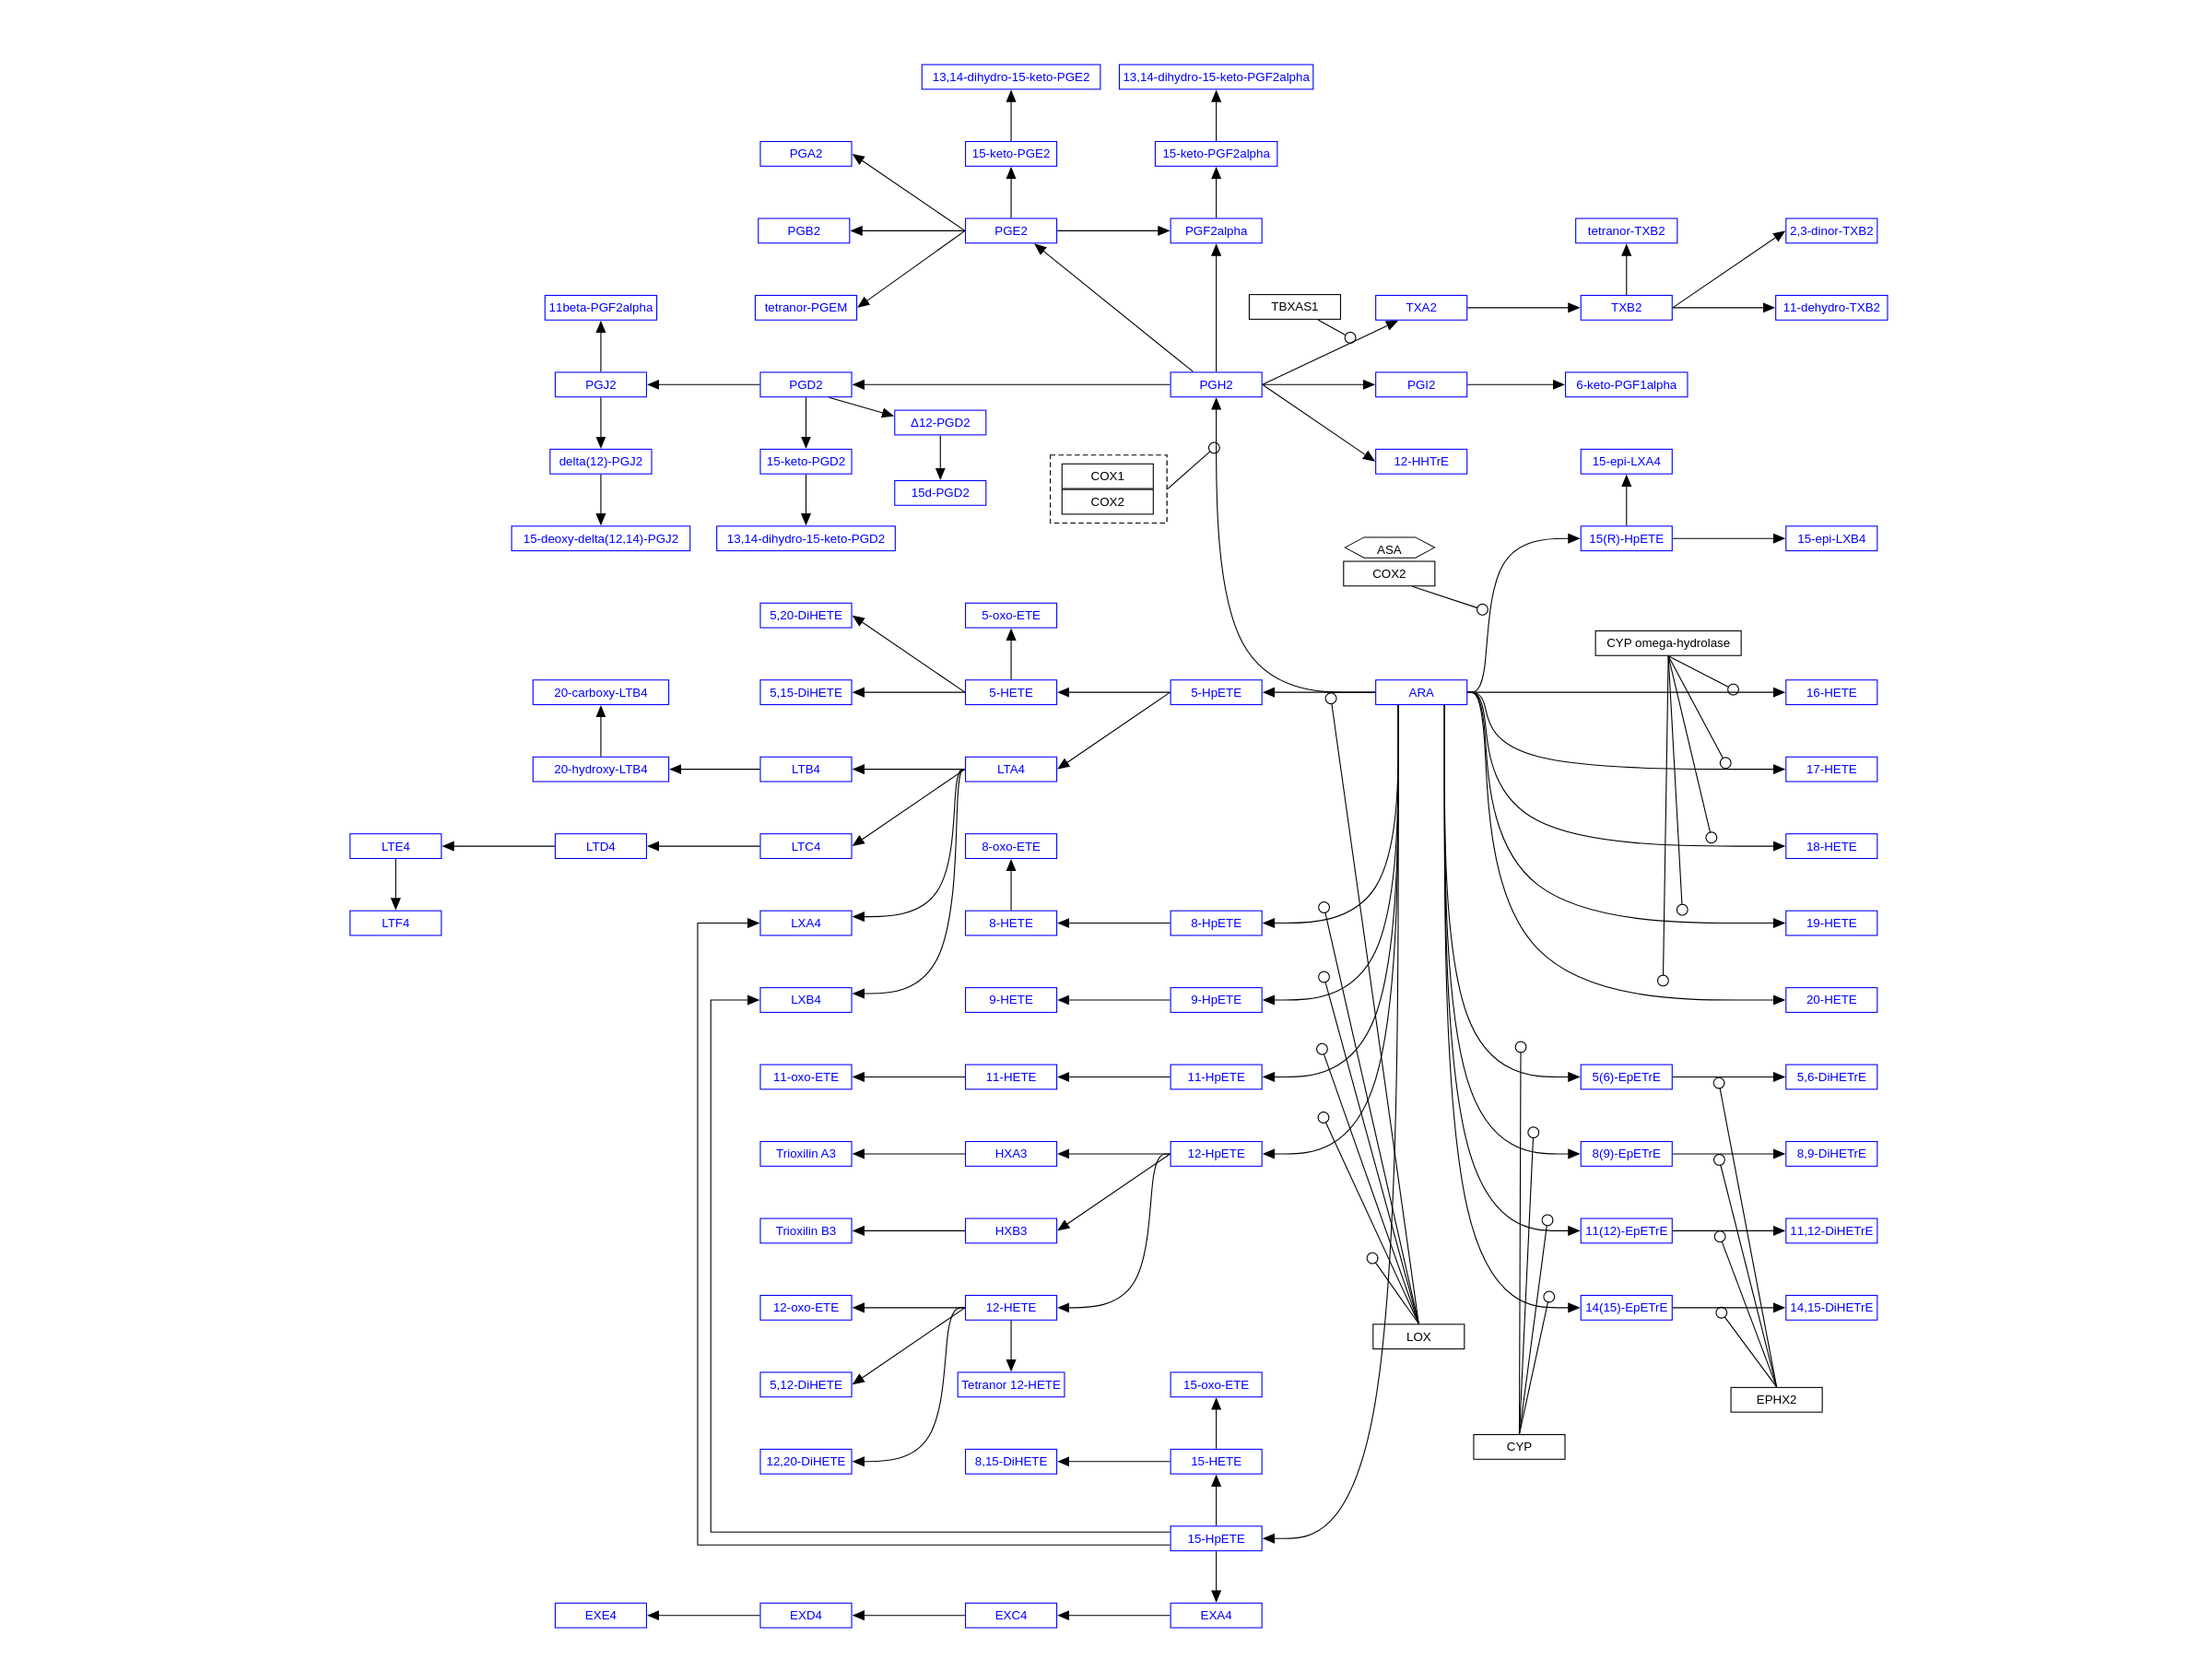 13,14-dihydro-15-keto-PGE2
13,14-dihydro-15-keto-PGF2alpha
PGA2
15-keto-PGE2
15-keto-PGF2alpha
PGB2
PGE2
PGF2alpha
tetranor-TXB2
2,3-dinor-TXB2
11beta-PGF2alpha
tetranor-PGEM
TBXAS1
TXA2
TXB2
11-dehydro-TXB2
PGJ2
PGD2
PGH2
PGI2
6-keto-PGF1alpha
Δ12-PGD2
delta(12)-PGJ2
15-keto-PGD2
12-HHTrE
15-epi-LXA4
COX1
15d-PGD2
COX2
15-deoxy-delta(12,14)-PGJ2
13,14-dihydro-15-keto-PGD2
15(R)-HpETE
15-epi-LXB4
ASA
COX2
5,20-DiHETE
5-oxo-ETE
CYP omega-hydrolase
20-carboxy-LTB4
5,15-DiHETE
5-HETE
5-HpETE
ARA
16-HETE
20-hydroxy-LTB4
LTB4
LTA4
17-HETE
LTE4
LTD4
LTC4
8-oxo-ETE
18-HETE
LTF4
LXA4
8-HETE
8-HpETE
19-HETE
LXB4
9-HETE
9-HpETE
20-HETE
11-oxo-ETE
11-HETE
11-HpETE
5(6)-EpETrE
5,6-DiHETrE
Trioxilin A3
HXA3
12-HpETE
8(9)-EpETrE
8,9-DiHETrE
Trioxilin B3
HXB3
11(12)-EpETrE
11,12-DiHETrE
12-oxo-ETE
12-HETE
14(15)-EpETrE
14,15-DiHETrE
LOX
5,12-DiHETE
Tetranor 12-HETE
15-oxo-ETE
EPHX2
CYP
12,20-DiHETE
8,15-DiHETE
15-HETE
15-HpETE
EXE4
EXD4
EXC4
EXA4